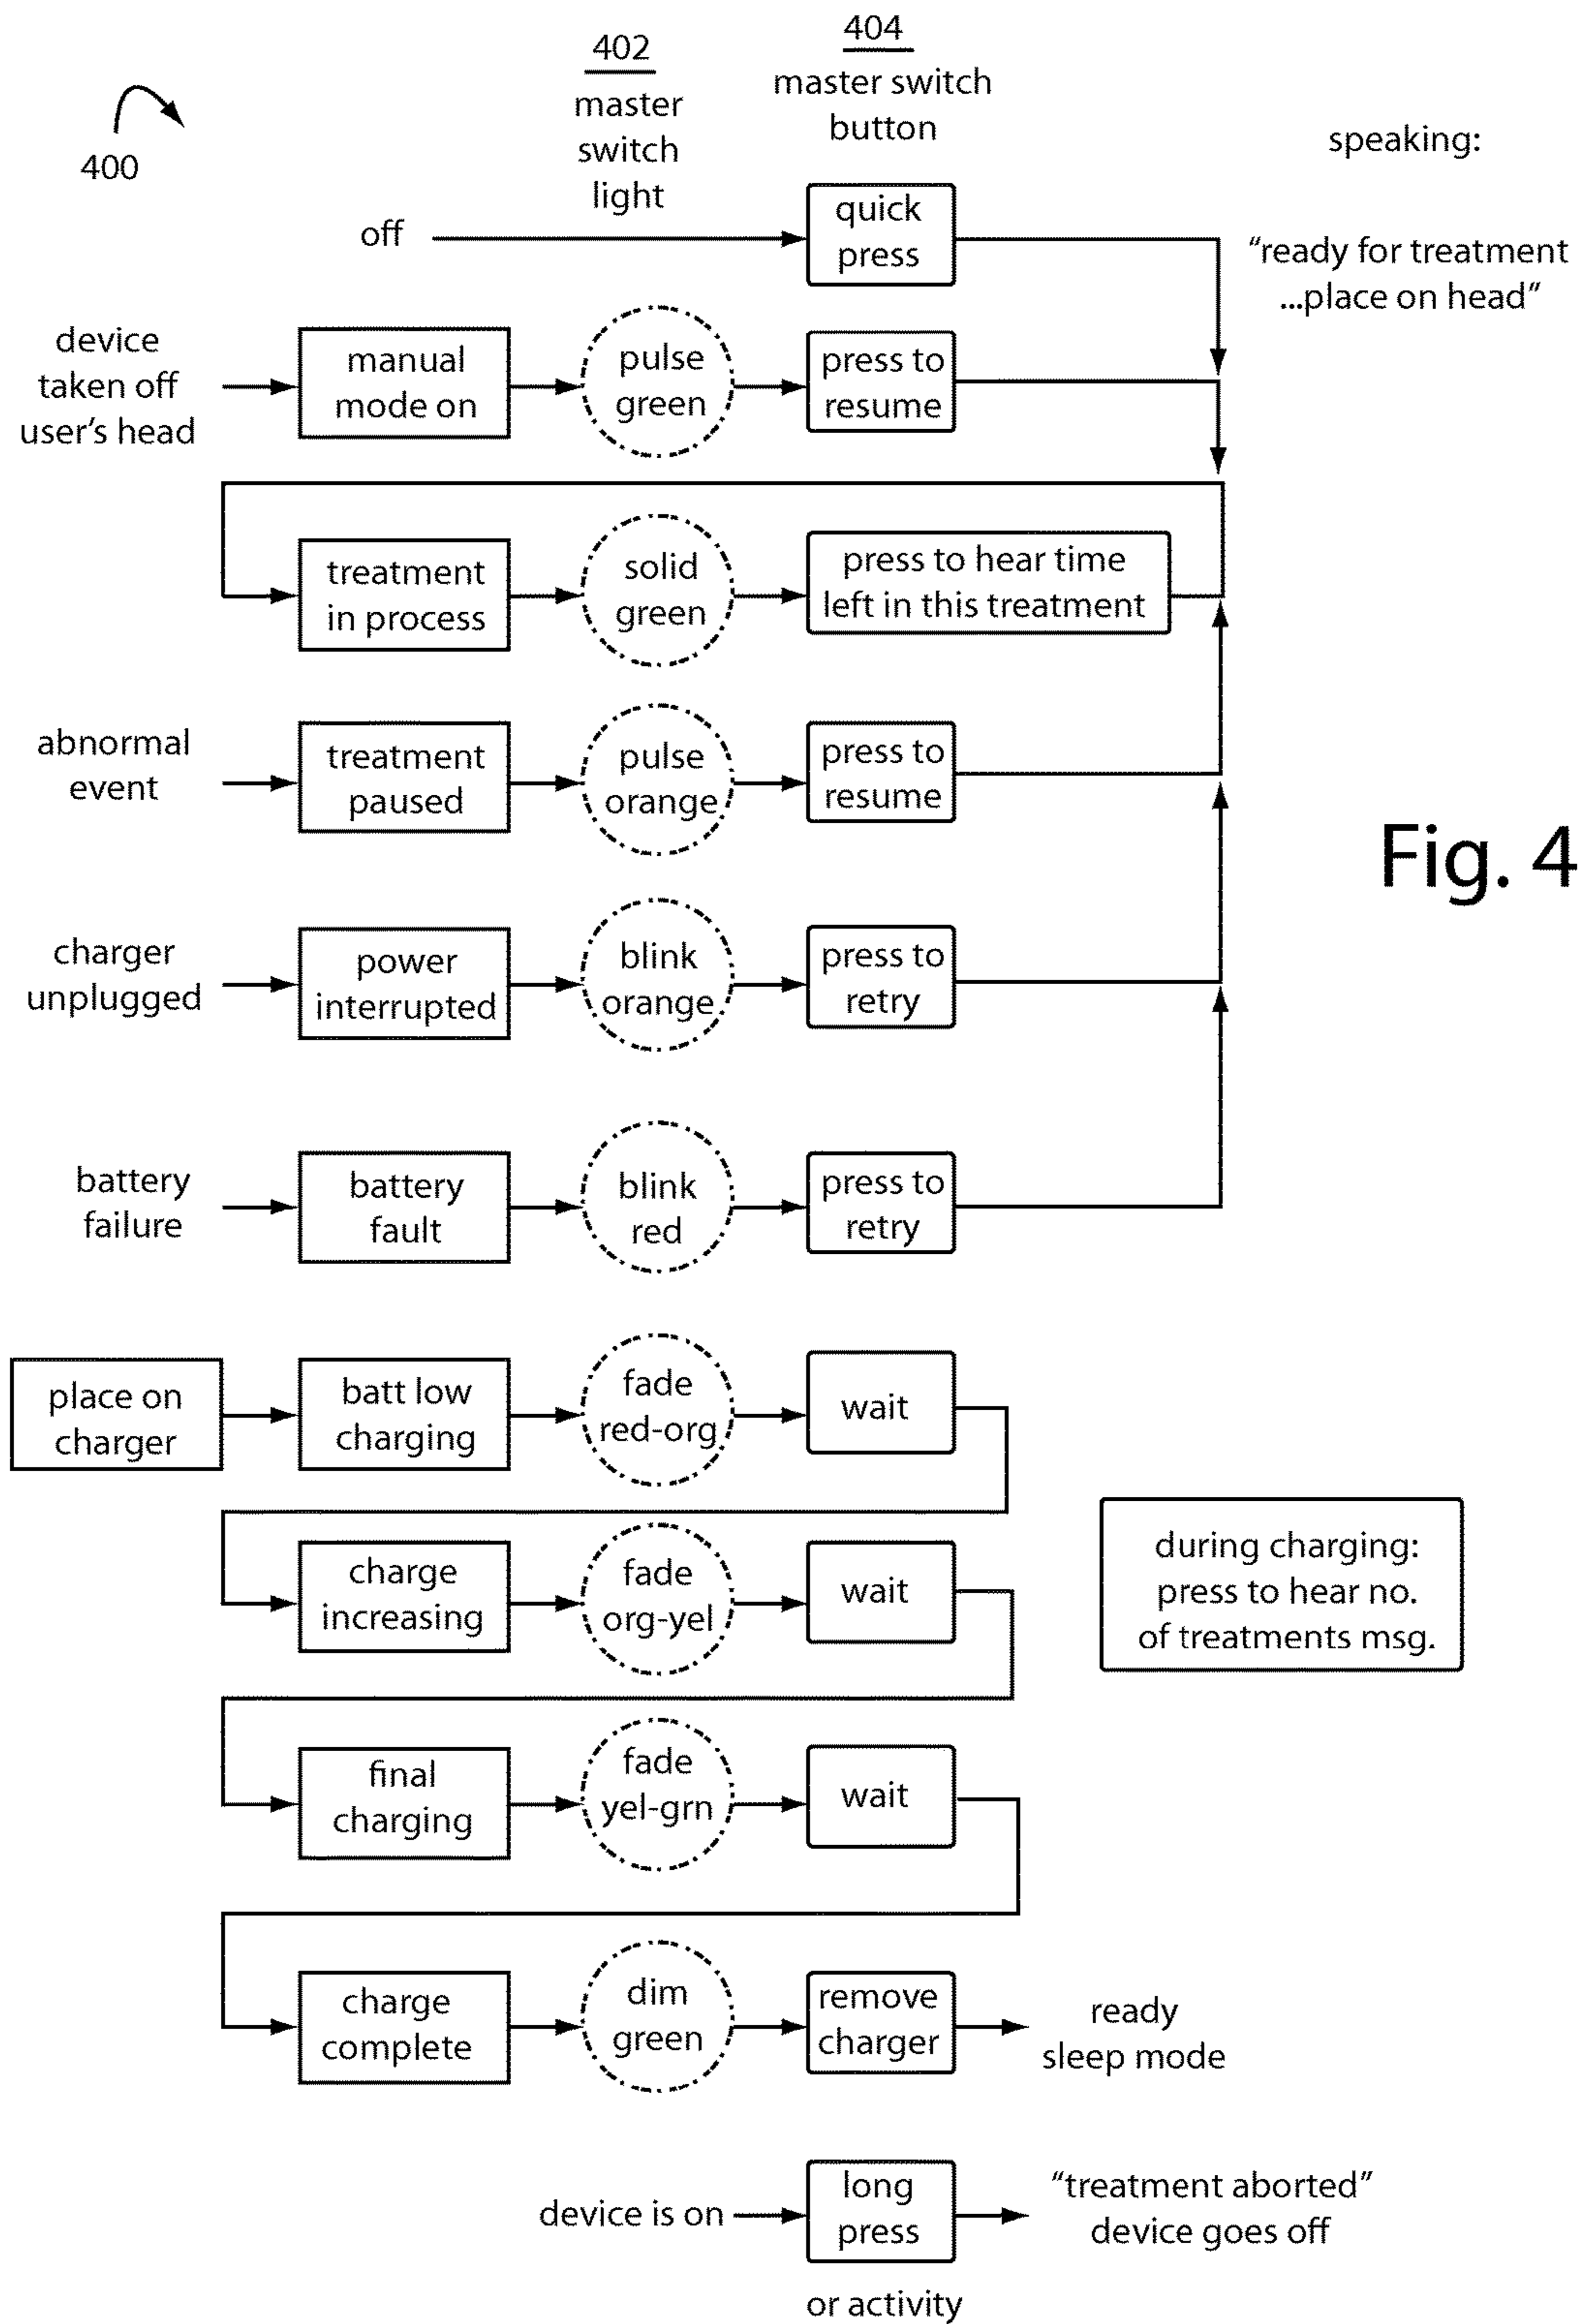 400
402
master
switch
light
404
master switch
button
speaking:
off
quick
press
"ready for treatment
...place on head"
device
taken off
user's head
manual
mode on
pulse
green
press to
resume
treatment
in process
solid
green
press to hear time
left in this treatment
abnormal
event
treatment
paused
pulse
orange
press to
resume
Fig. 4
charger
unplugged
power
interrupted
blink
orange
press to
retry
battery
failure
battery
fault
blink
red
press to
retry
place on
charger
batt low
charging
fade
red-org
wait
charge
increasing
fade
org-yel
wait
during charging:
press to hear no.
of treatments msg.
final
charging
fade
yel-grn
wait
charge
complete
dim
green
remove
charger
ready
sleep mode
device is on
long
press
"treatment aborted"
device goes off
or activity